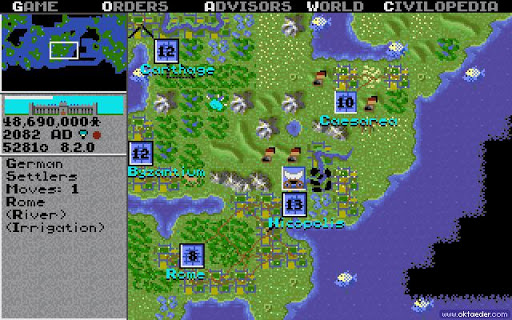 GAME ORDERS ADVISORS WORLD CIVILOPEDIA
12
Carthage
10
Caesarea
48,690,000
2082 AD
5281 8.2.0
12
Byzantium
German
Settlers
Moves: 1
Rome
(River)
(Irrigation)
13
Nicopolis
8
Rome
www.oktaeder.com